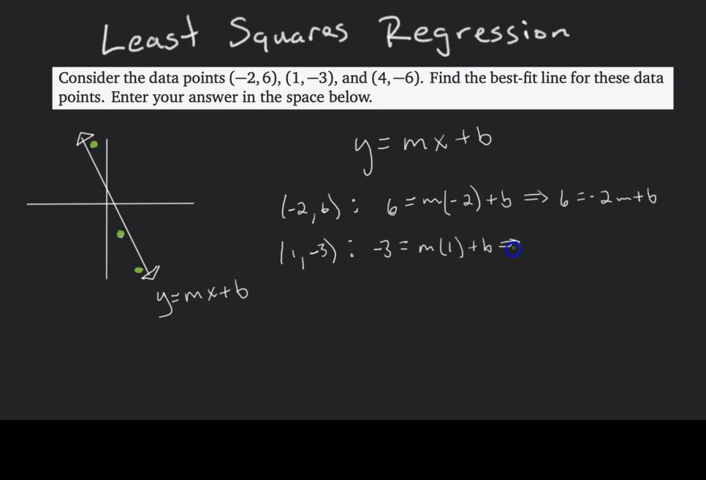 Least Squares Regression
Consider the data points (−2, 6), (1, −3), and (4, −6). Find the best-fit line for these data
points. Enter your answer in the space below.
y = mx + b
(-2, 6) : 6 = m(-2) + b ⇒ 6 = -2m + b
(1, -3) : -3 = m(1) + b =
y = mx + b